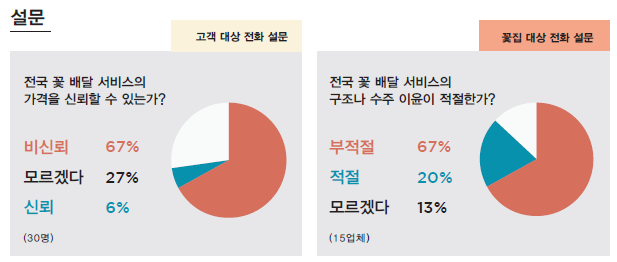 설문
고객 대상 전화 설문
전국 꽃 배달 서비스의
가격을 신뢰할 수 있는가?
비신뢰 67%
모르겠다 27%
신뢰 6%
(30명)
꽃집 대상 전화 설문
전국 꽃 배달 서비스의
구조나 수주 이윤이 적절한가?
부적절 67%
적절 20%
모르겠다 13%
(15업체)